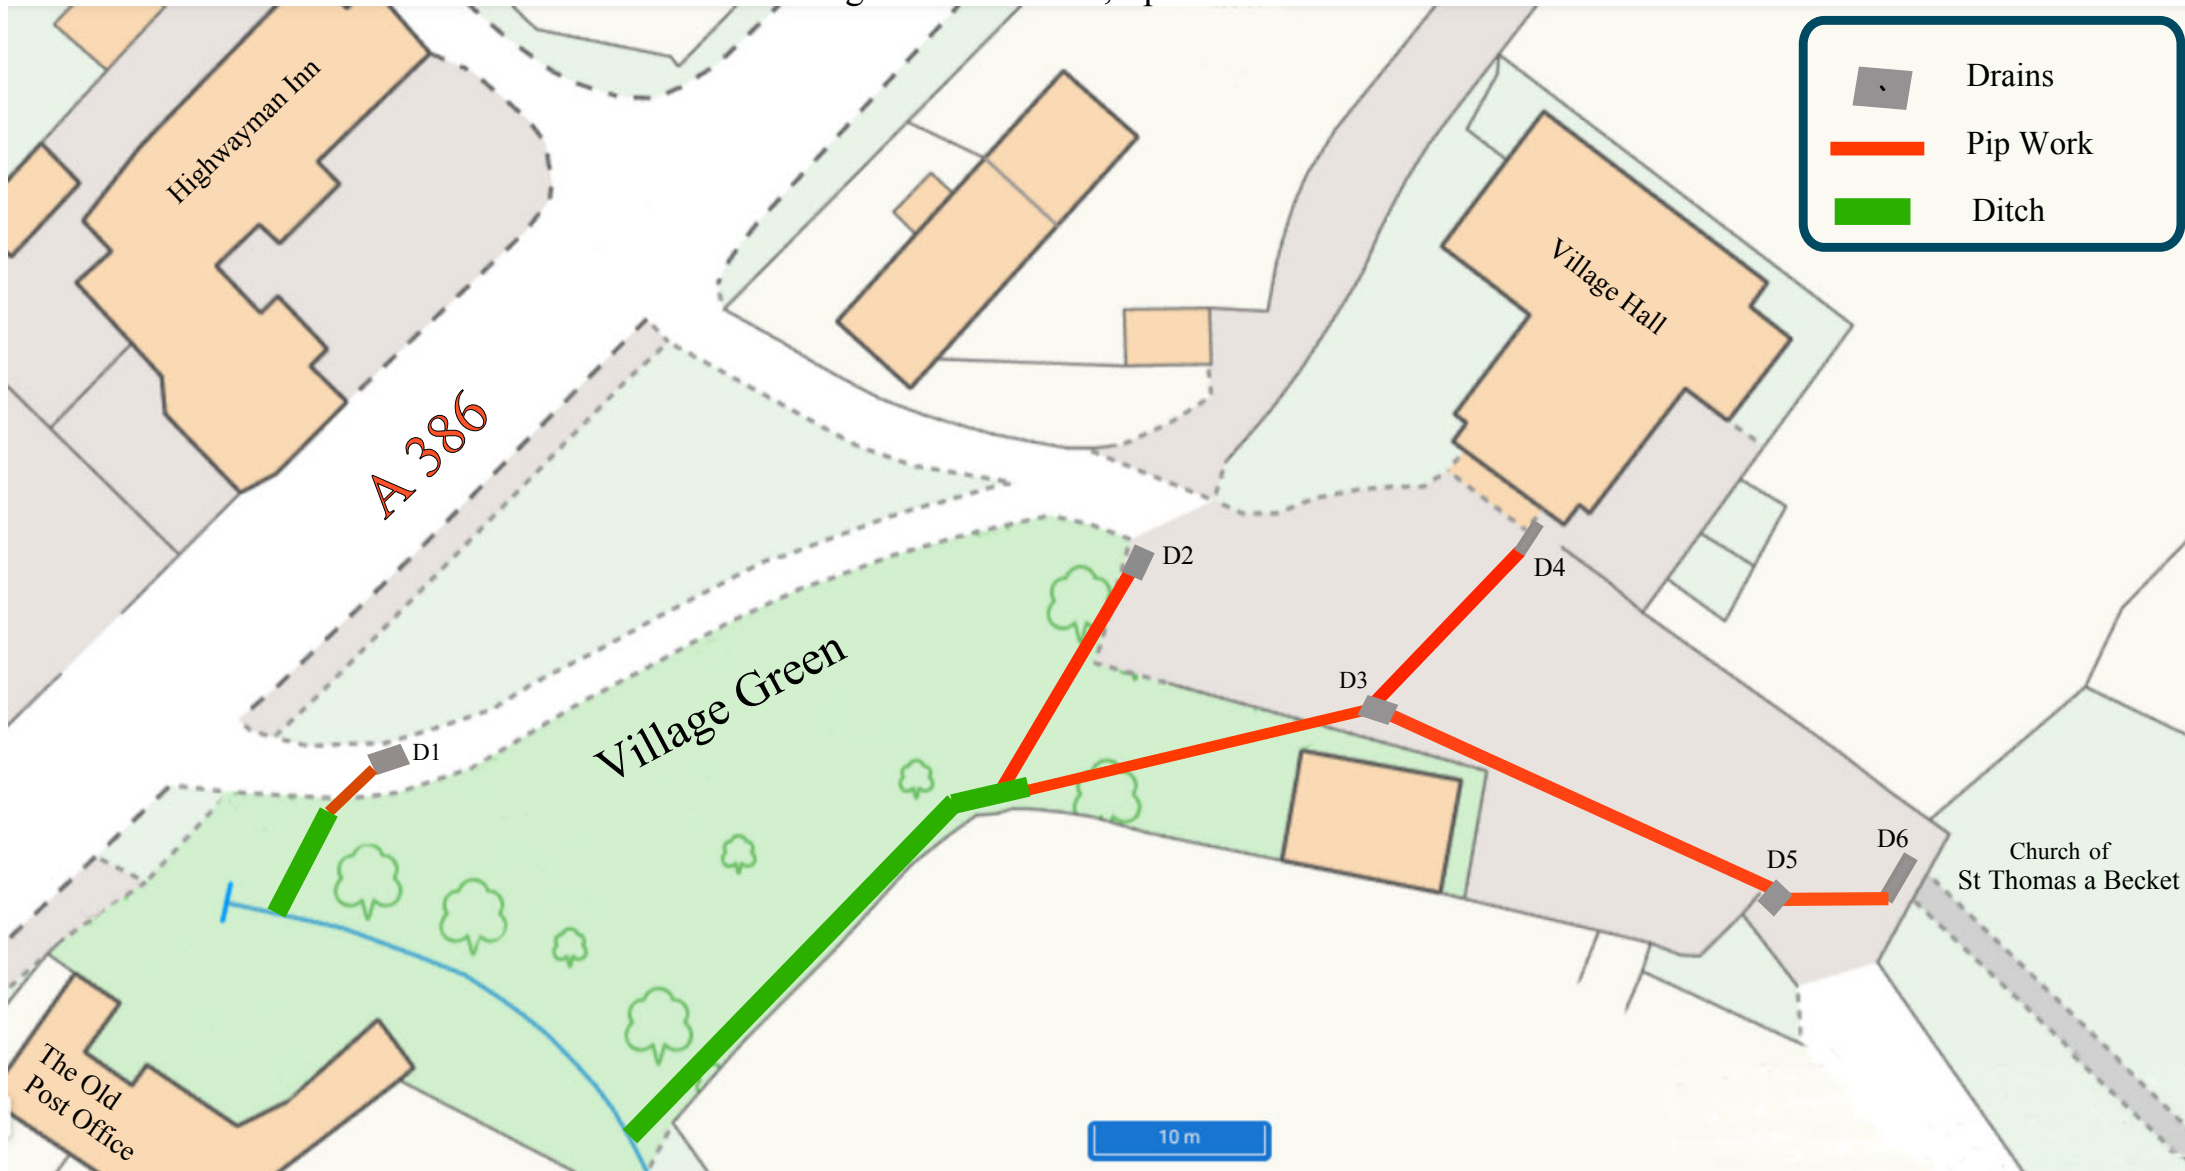 Drains
Pip Work
Ditch
Highwayman Inn
Village Hall
A 386
D2
D4
Village Green
D3
D1
D6
D5
Church of
St Thomas a Becket
The Old
Post Office
10 m